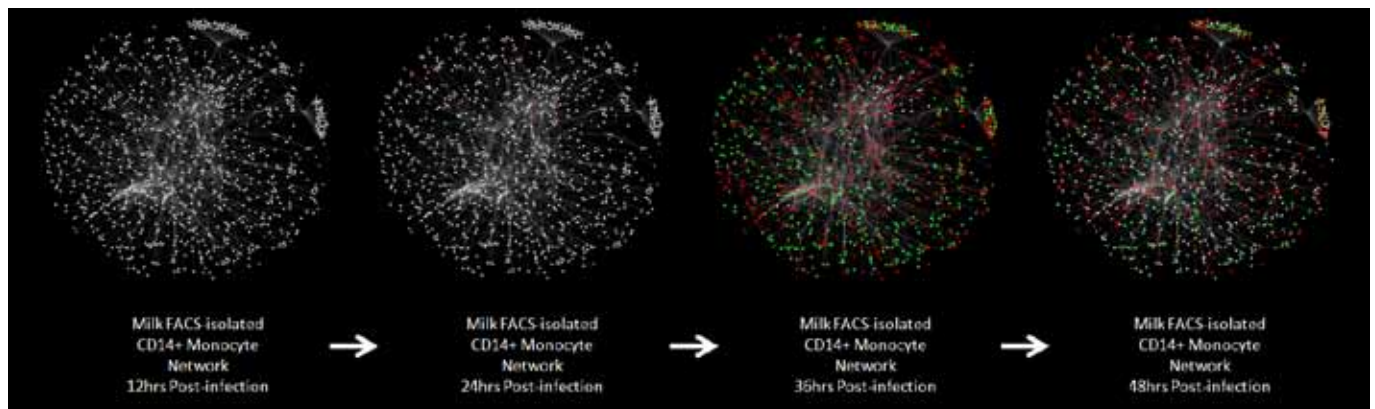 Milk FACS-isolated
CD14+ Monocyte
Network
12hrs Post-infection
Milk FACS-isolated
CD14+ Monocyte
Network
24hrs Post-infection
Milk FACS-isolated
CD14+ Monocyte
Network
36hrs Post-infection
Milk FACS-isolated
CD14+ Monocyte
Network
48hrs Post-infection